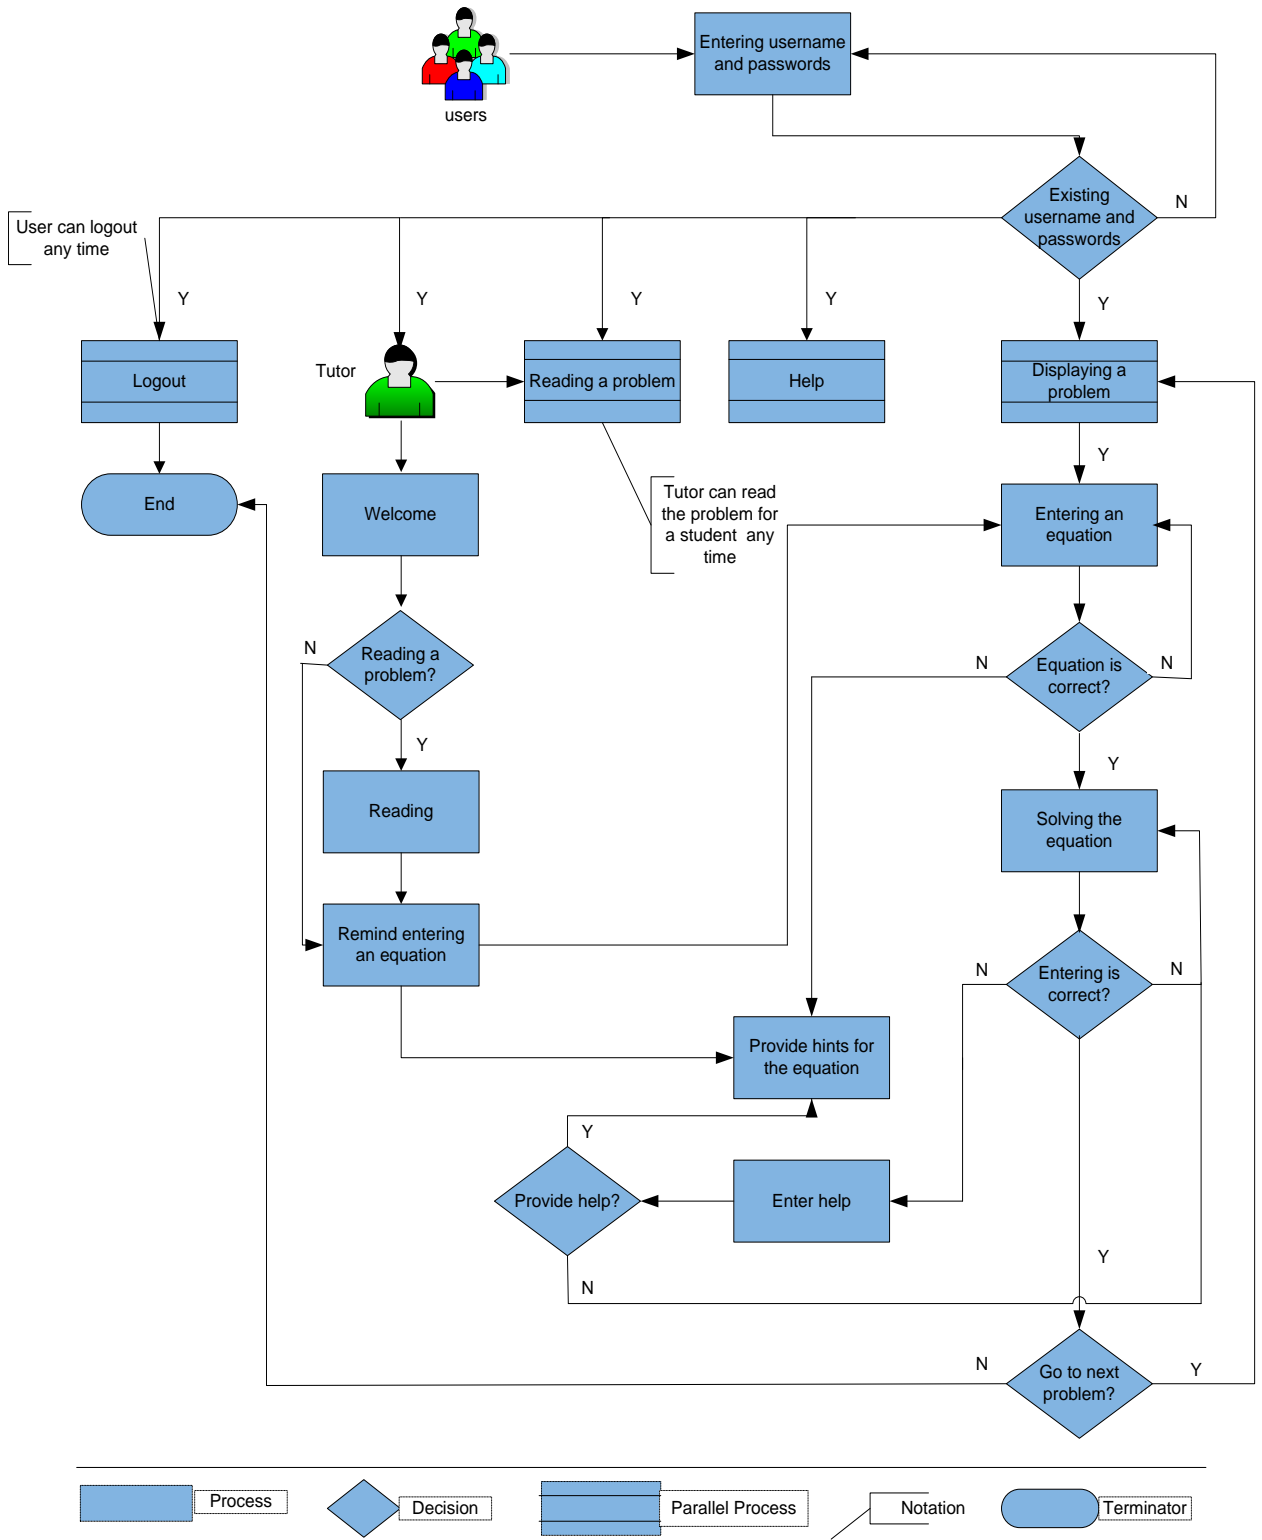 Entering username
and passwords
users
Existing
username and
passwords
N
User can logout
any time
Y
Y
Y
Y
Y
Tutor
Logout
Reading a problem
Help
Displaying a
problem
Y
End
Welcome
Tutor can read
the problem for
a student any
time
Entering an
equation
N
Reading a
problem?
N
Equation is
correct?
N
Y
Y
Reading
Solving the
equation
Remind entering
an equation
N
Entering is
correct?
N
Provide hints for
the equation
Y
Provide help?
Enter help
Y
N
N
Go to next
problem?
Y
Process
Decision
Parallel Process
Notation
Terminator